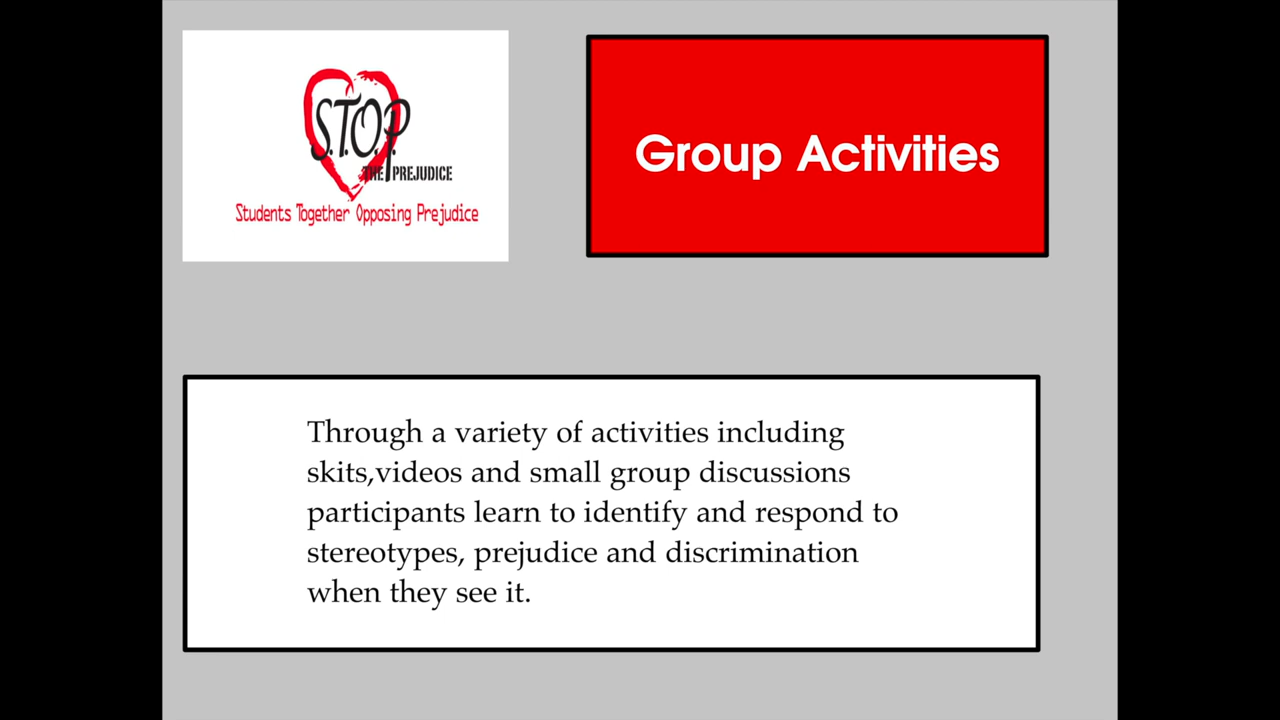 S.T.O.P
THE PREJUDICE
Students Together Opposing Prejudice
Group Activities
Through a variety of activities including
skits,videos and small group discussions
participants learn to identify and respond to
stereotypes, prejudice and discrimination
when they see it.